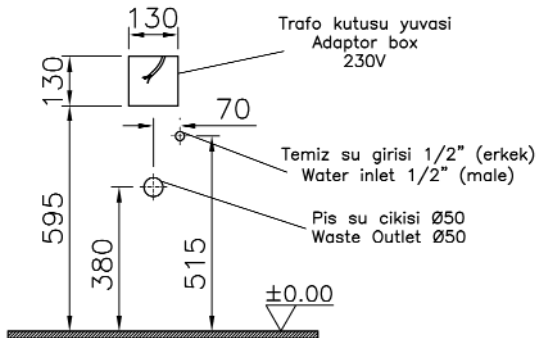 130
Trafo kutusu yuvasi
Adaptor box
230V
130
70
Temiz su girisi 1/2" (erkek)
Water inlet 1/2" (male)
595
380
515
Pis su cikisi Ø50
Waste Outlet Ø50
±0.00